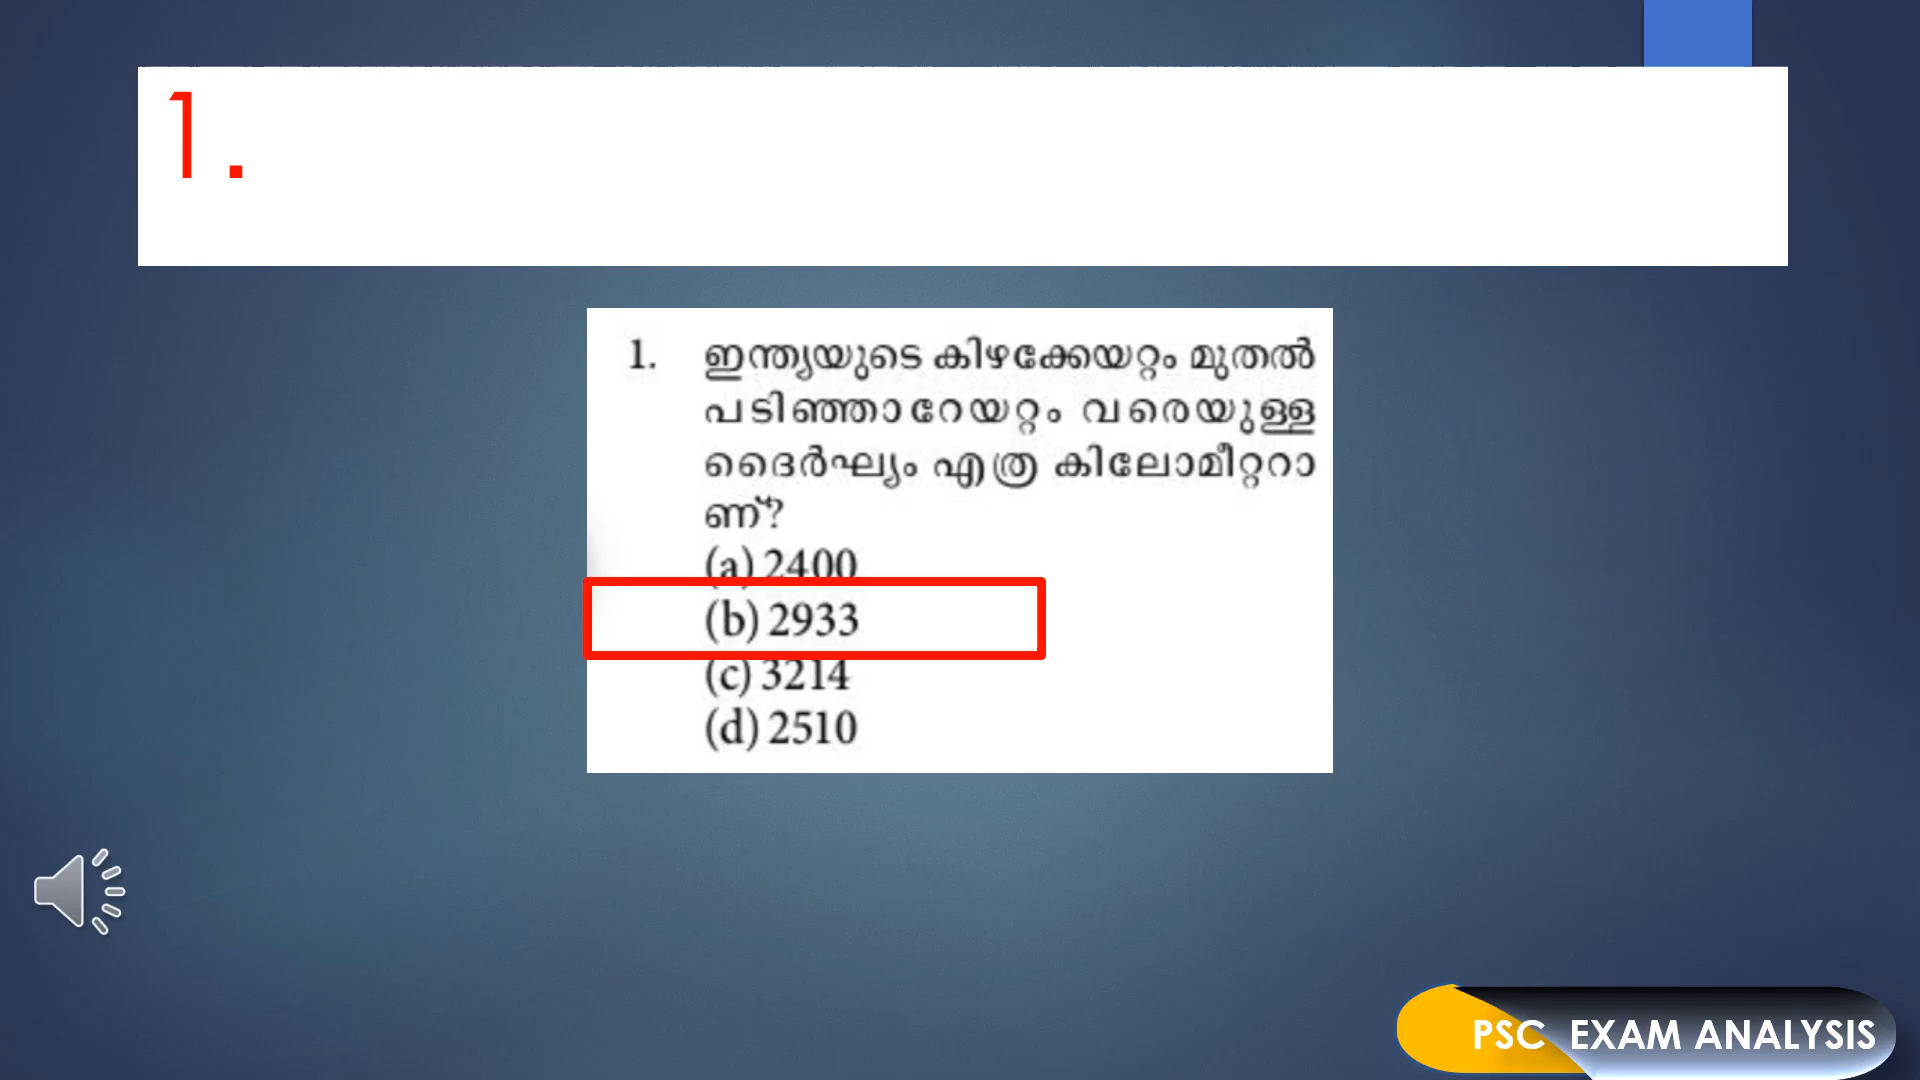 1.
1. ഇന്ത്യയുടെ കിഴക്കേയറ്റം മുതൽ
പടിഞ്ഞാറേയറ്റം വരെയുള്ള
ദൈർഘ്യം എത്ര കിലോമീറ്ററാ
ണ്?
(a) 2400
(b) 2933
(c) 3214
(d) 2510
PSC EXAM ANALYSIS